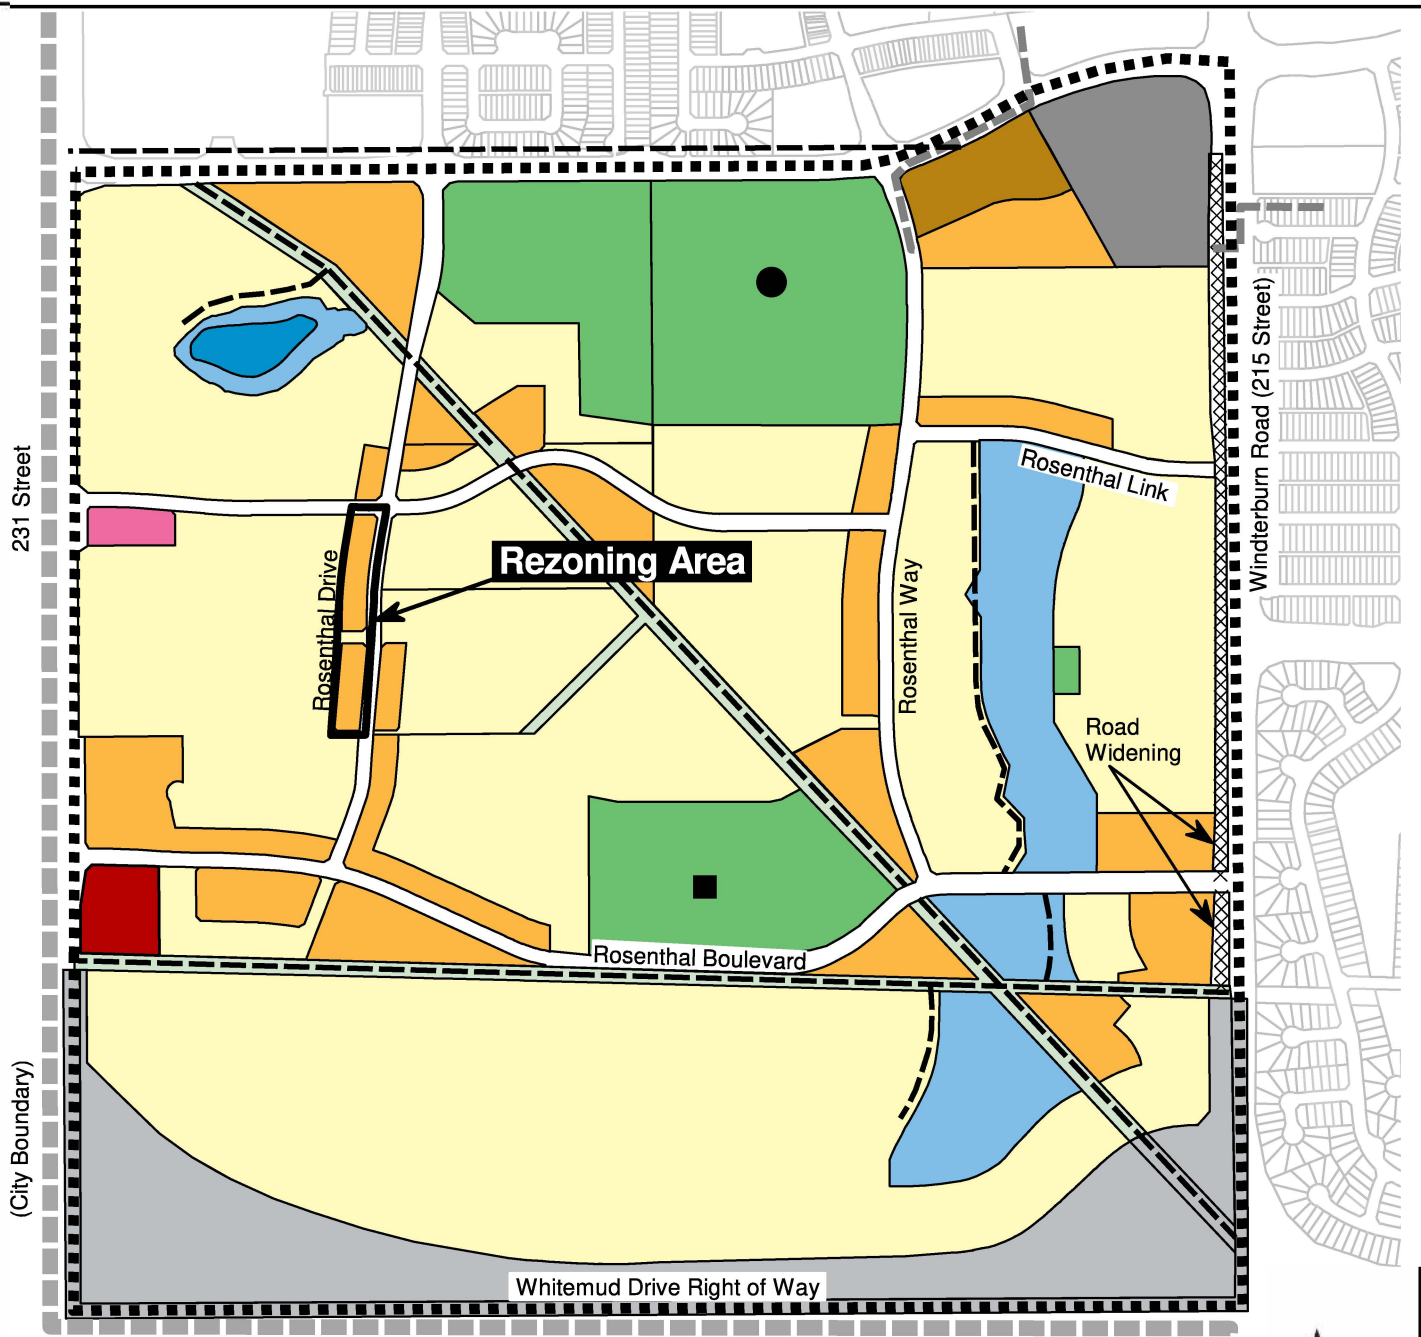 Windterburn Road (215 Street)
231 Street
Rosenthal Link
Rezoning Area
Rosenthal Drive
Rosenthal Way
Road
Widening
Rosenthal Boulevard
(City Boundary)
Whitemud Drive Right of Way